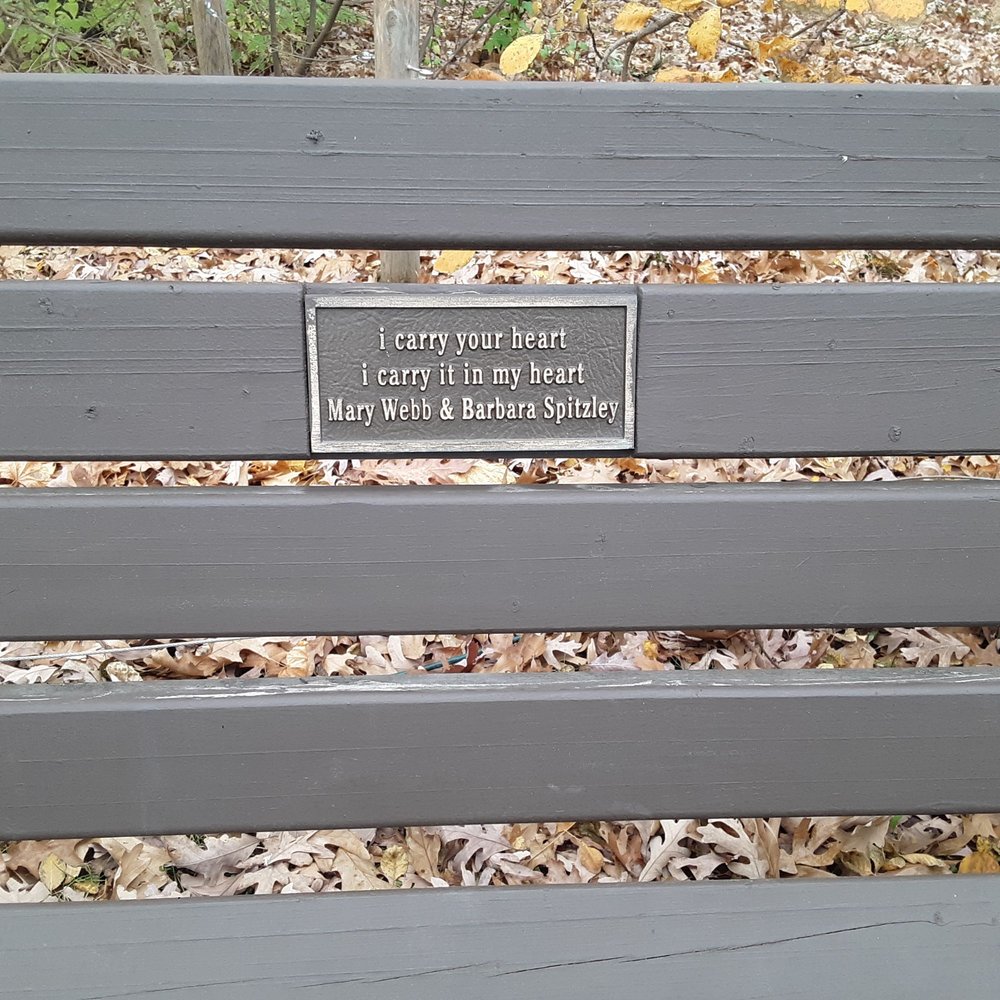 i carry your heart
i carry it in my heart
Mary Webb & Barbara Spitzley